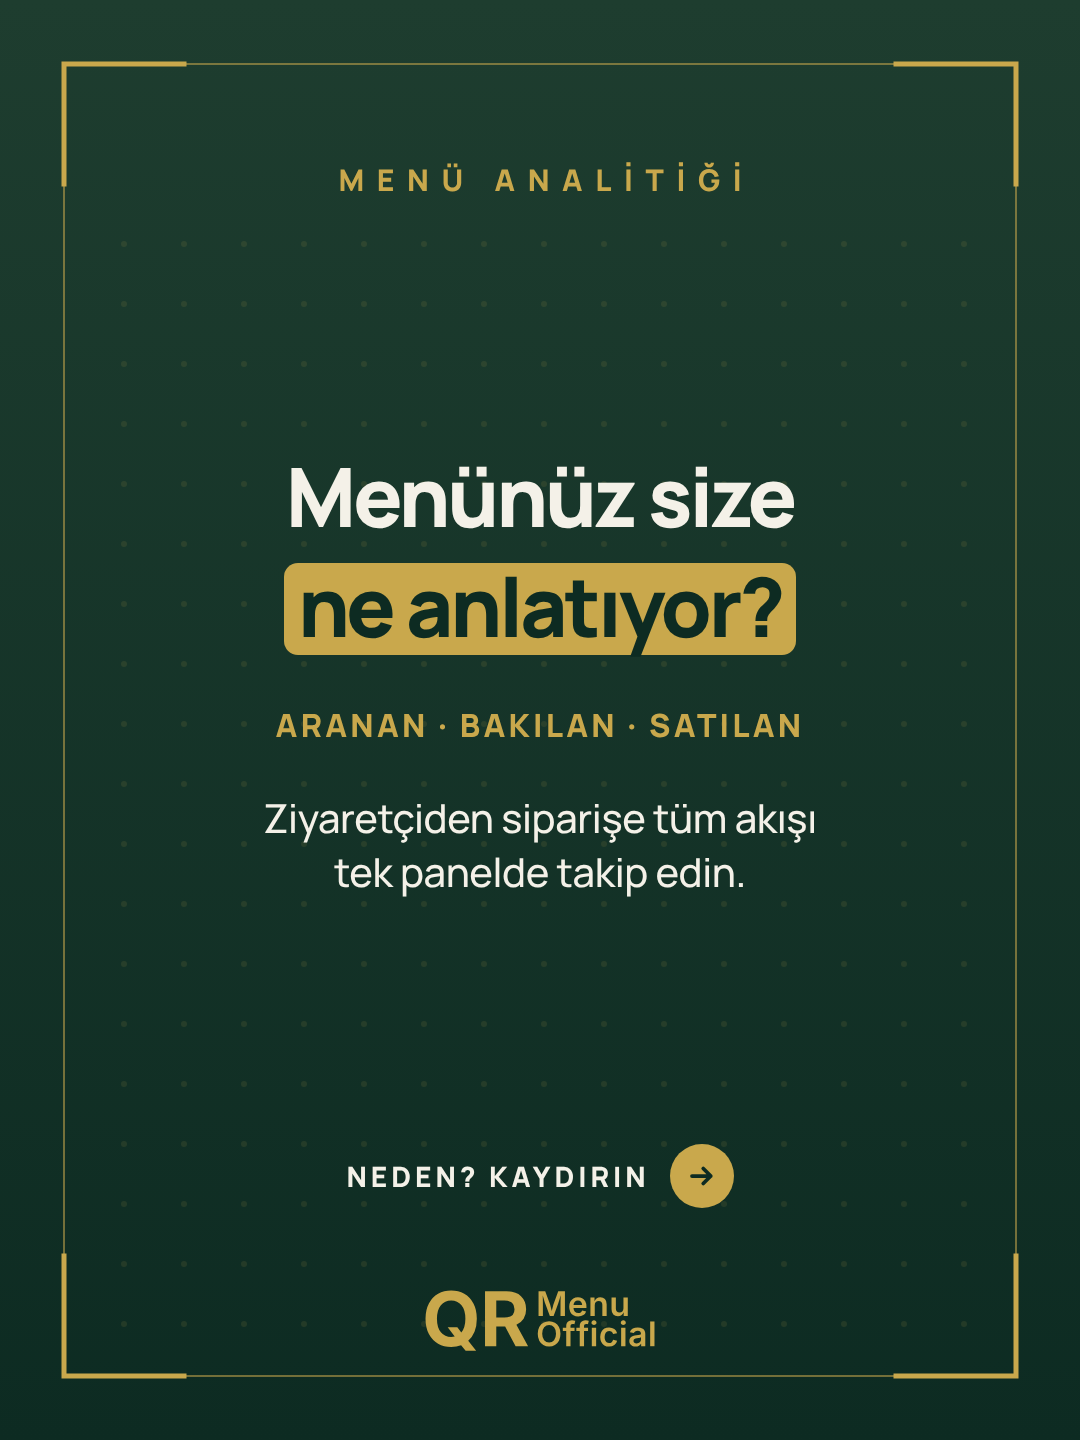 MENÜ ANALİTİĞİ
Menünüz size
ne anlatıyor?
ARANAN · BAKILAN · SATILAN
Ziyaretçiden siparişe tüm akışı
tek panelde takip edin.
NEDEN? KAYDIRIN
QR Menu
Official